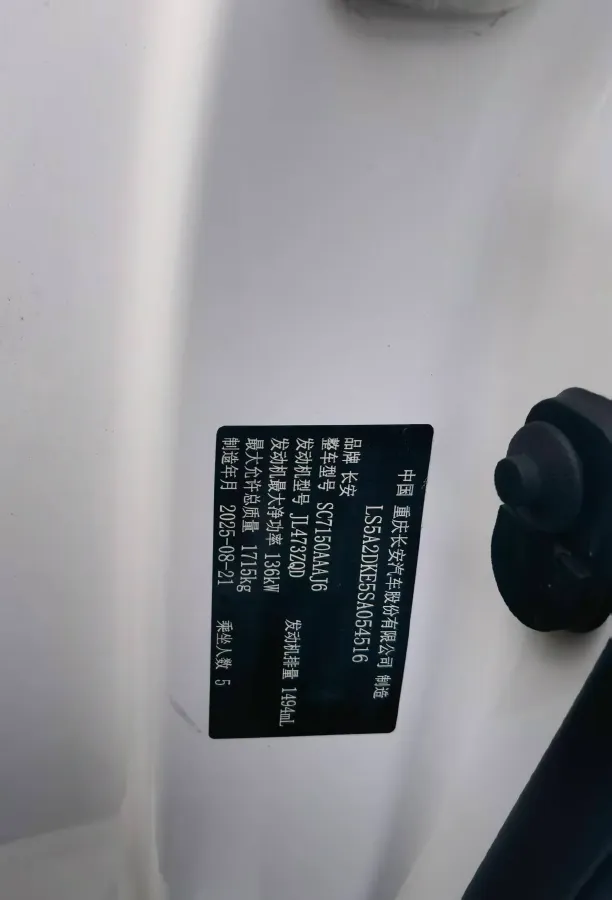 中国 重庆长安汽车股份有限公司 制造
LS5A2DKE5SA054516
品牌 长安
整车型号 SC7150AAAJ6
发动机型号 JL473ZQD 发动机排量 1494mL
发动机最大净功率 136kW
最大允许总质量 1715kg
制造年月 2025-08-21 乘坐人数 5